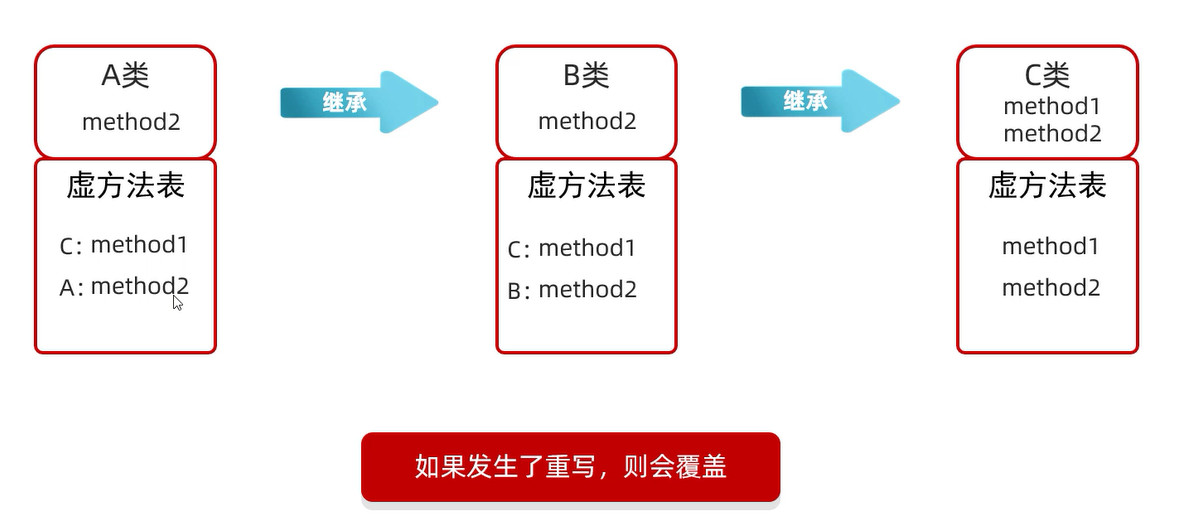 A类
method2
虚方法表
C: method1
A: method2
继承
B类
method2
虚方法表
C: method1
B: method2
继承
C类
method1
method2
虚方法表
method1
method2
如果发生了重写，则会覆盖